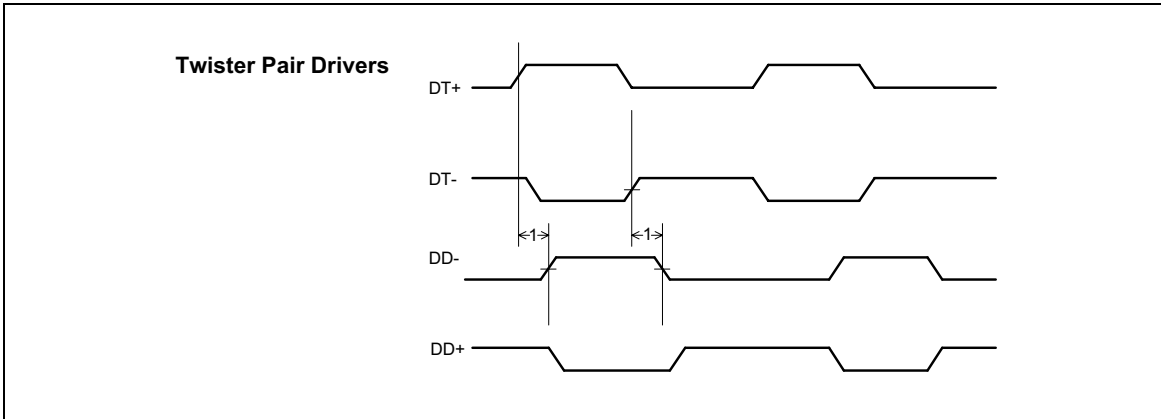 Twister Pair Drivers
DT+
DT-
1
1
DD-
DD+